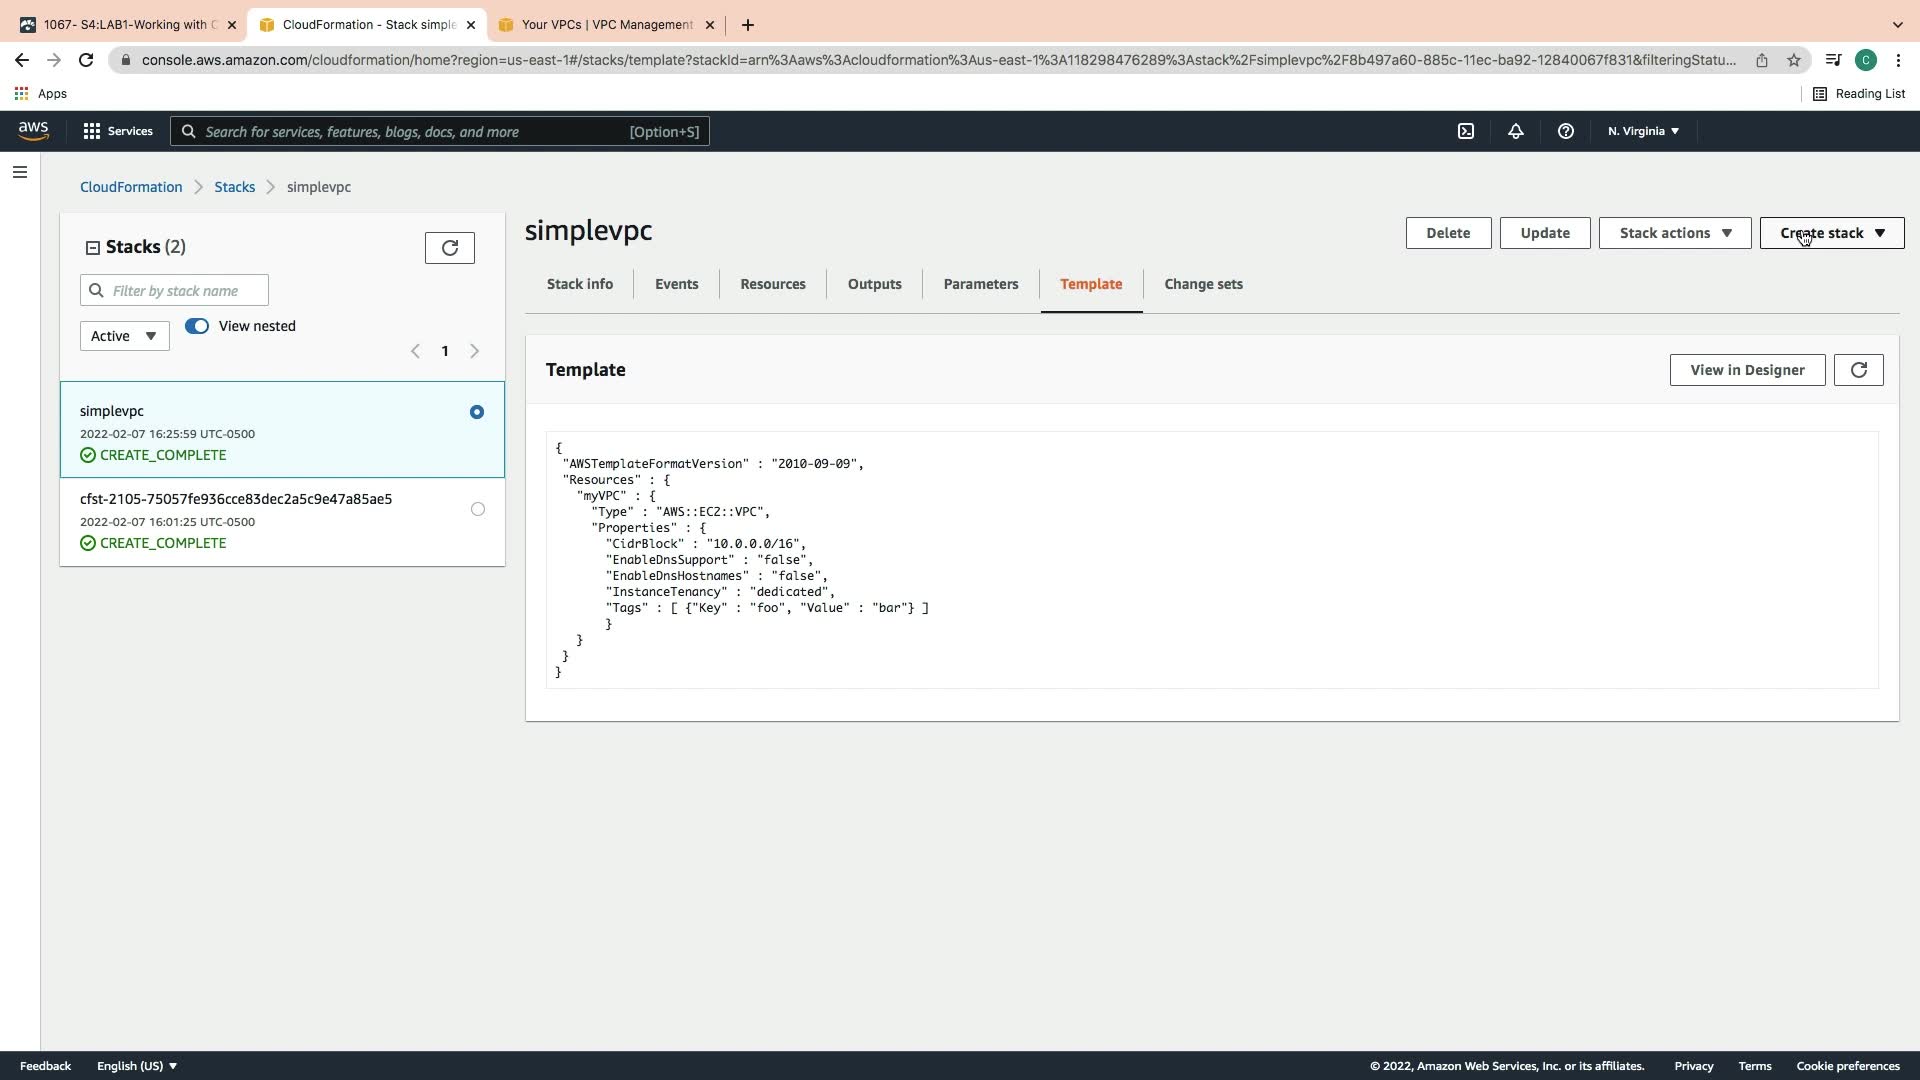 1067- S4:LAB1-Working with C
CloudFormation - Stack simple
Your VPCs | VPC Management
console.aws.amazon.com/cloudformation/home?region=us-east-1#/stacks/template?stackId=arn%3Aaws%3Acloudformation%3Aus-east-1%3A118298476289%3Astack%2Fsimplevpc%2F8b497a60-885c-11ec-ba92-12840067f831&filteringStatu...
C
Apps
Reading List
aws
Services
Search for services, features, blogs, docs, and more
[Option+S]
N. Virginia
CloudFormation
Stacks
simplevpc
Stacks (2)
Filter by stack name
Active
View nested
1
simplevpc
2022-02-07 16:25:59 UTC-0500
CREATE_COMPLETE
cfst-2105-75057fe936cce83dec2a5c9e47a85ae5
2022-02-07 16:01:25 UTC-0500
CREATE_COMPLETE
simplevpc
Delete
Update
Stack actions
Create stack
Stack info
Events
Resources
Outputs
Parameters
Template
Change sets
Template
View in Designer
{
"AWSTemplateFormatVersion" : "2010-09-09",
"Resources" : {
"myVPC" : {
"Type" : "AWS::EC2::VPC",
"Properties" : {
"CidrBlock" : "10.0.0.0/16",
"EnableDnsSupport" : "false",
"EnableDnsHostnames" : "false",
"InstanceTenancy" : "dedicated",
"Tags" : [ {"Key" : "foo", "Value" : "bar"} ]
}
}
}
}
Feedback
English (US)
© 2022, Amazon Web Services, Inc. or its affiliates.
Privacy
Terms
Cookie preferences